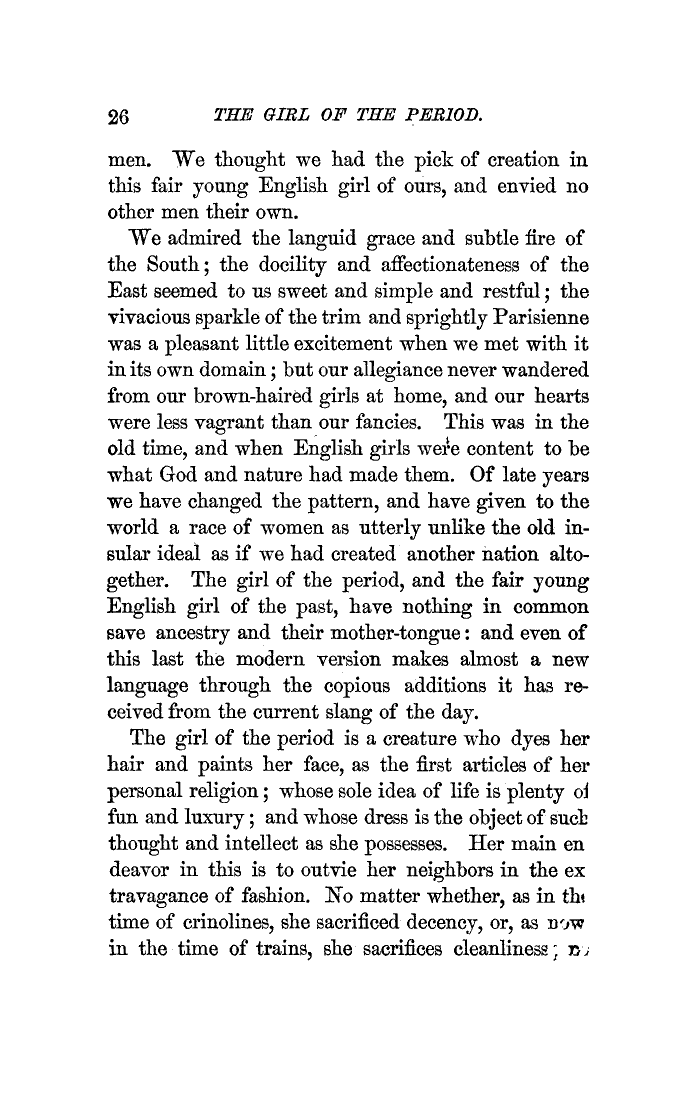 26 THE GIRL OF THE PERIOD.
men. We thought we had the pick of creation in
this fair young English girl of ours, and envied no
other men their own.
We admired the languid grace and subtle fire of
the South; the docility and affectionateness of the
East seemed to us sweet and simple and restful; the
vivacious sparkle of the trim and sprightly Parisienne
was a pleasant little excitement when we met with it
in its own domain; but our allegiance never wandered
from our brown-haired girls at home, and our hearts
were less vagrant than our fancies. This was in the
old time, and when English girls were content to be
what God and nature had made them. Of late years
we have changed the pattern, and have given to the
world a race of women as utterly unlike the old in-
sular ideal as if we had created another nation alto-
gether. The girl of the period, and the fair young
English girl of the past, have nothing in common
save ancestry and their mother-tongue: and even of
this last the modern version makes almost a new
language through the copious additions it has re-
ceived from the current slang of the day.
The girl of the period is a creature who dyes her
hair and paints her face, as the first articles of her
personal religion; whose sole idea of life is plenty of
fun and luxury; and whose dress is the object of such
thought and intellect as she possesses. Her main en
deavor in this is to outvie her neighbors in the ex
travagance of fashion. No matter whether, as in the
time of crinolines, she sacrificed decency, or, as now
in the time of trains, she sacrifices cleanliness;